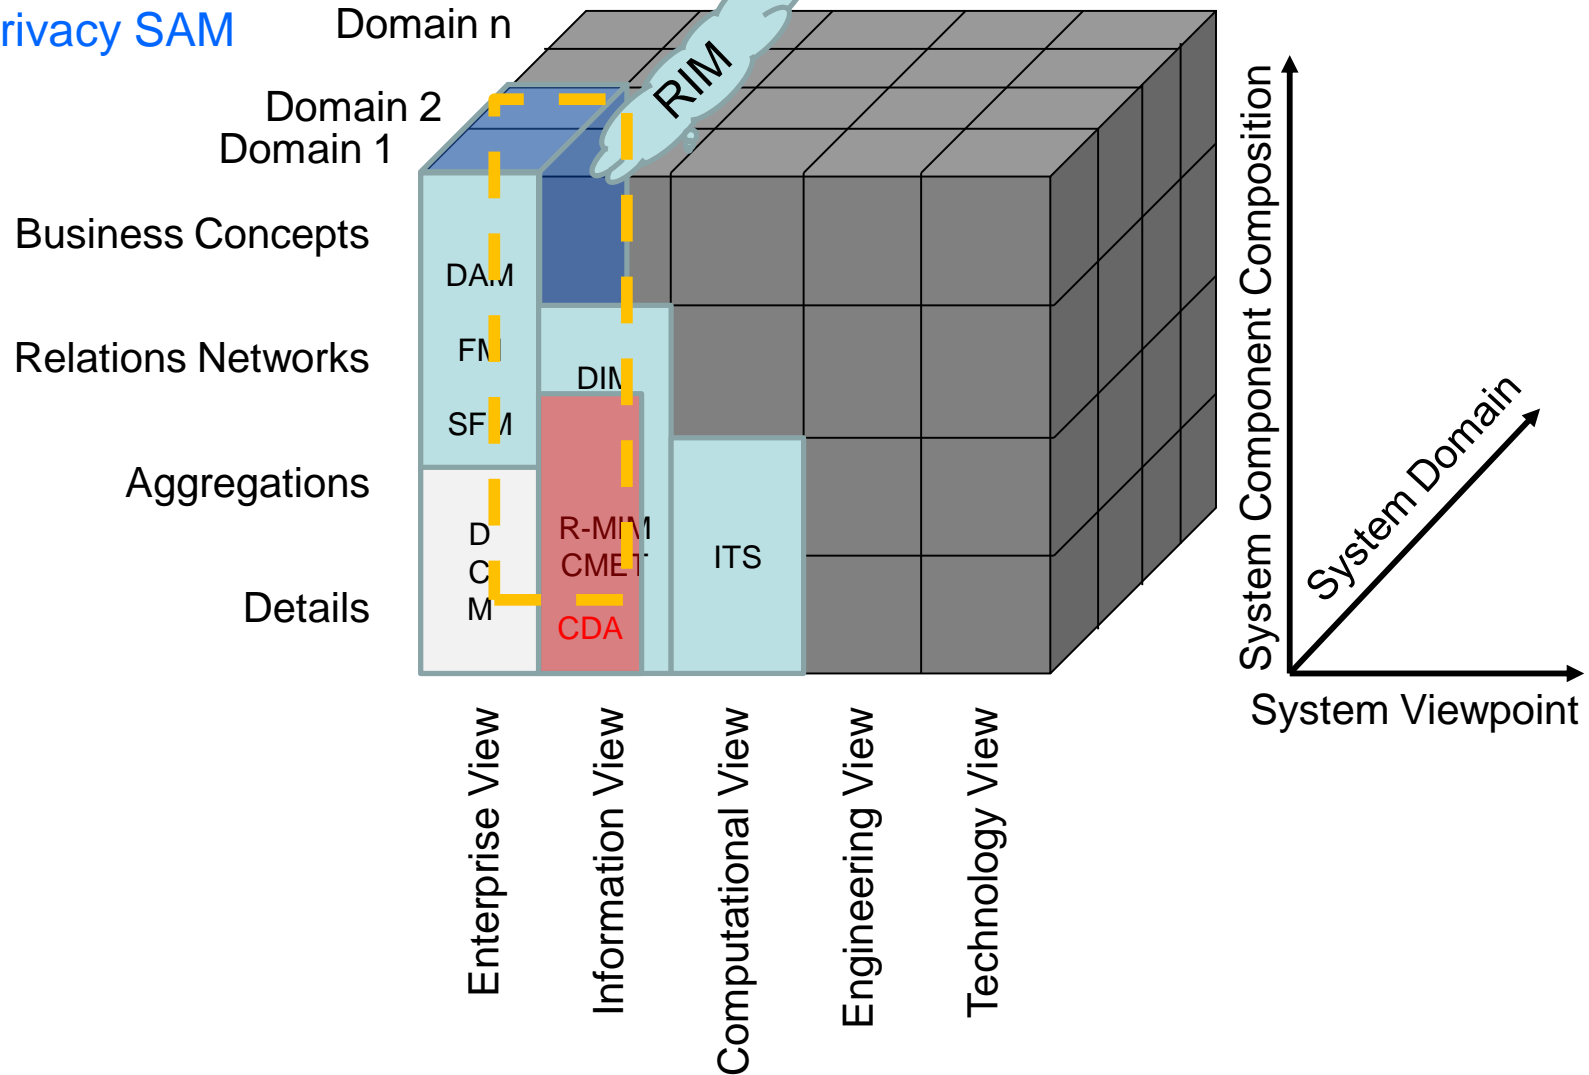 rivacy SAM
Domain n
RIM
Domain 2
Domain 1
Business Concepts
DAM
Relations Networks
FM
DIM
SFM
Aggregations
D
C
M
R-MIM
CMET
ITS
Details
CDA
System Component Composition
System Domain
System Viewpoint
Enterprise View
Information View
Computational View
Engineering View
Technology View